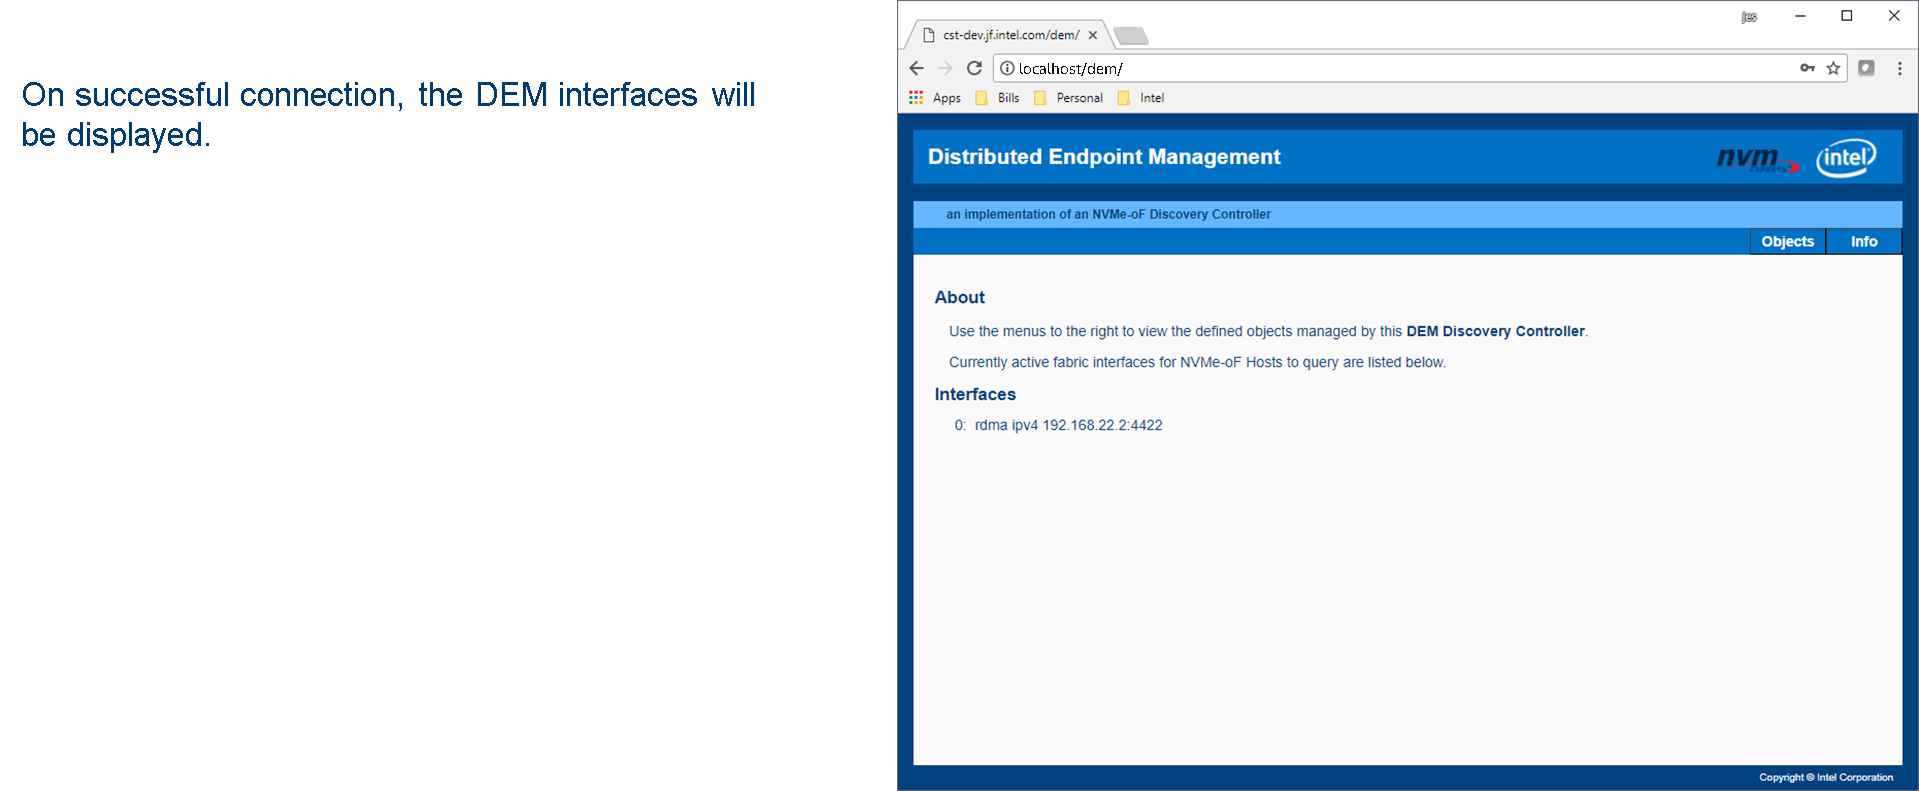 On successful connection, the DEM interfaces will
be displayed.
jes
cst-dev.jf.intel.com/dem/
localhost/dem/
Apps Bills Personal Intel
Distributed Endpoint Management
nvm
EXPRESS
intel
an implementation of an NVMe-oF Discovery Controller
Objects Info
About
Use the menus to the right to view the defined objects managed by this DEM Discovery Controller.
Currently active fabric interfaces for NVMe-oF Hosts to query are listed below.
Interfaces
0: rdma ipv4 192.168.22.2:4422
Copyright © Intel Corporation